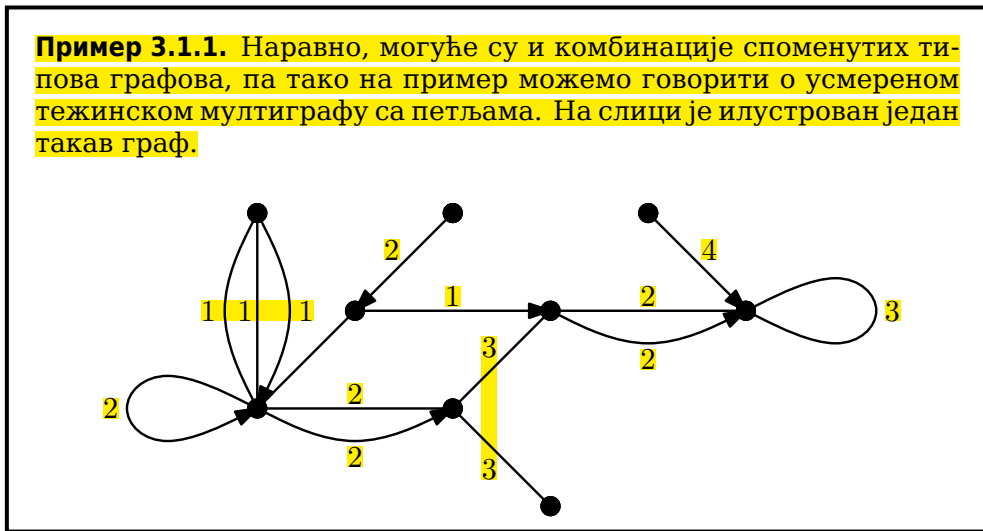 Пример 3.1.1. Наравно, могуће су и комбинације споменутих ти-
пова графова, па тако на пример можемо говорити о усмереном
тежинском мултиграфу са петљама. На слици је илустрован један
такав граф.
2
4
1
2
1 1 1
3
3
2
2
2
2
3